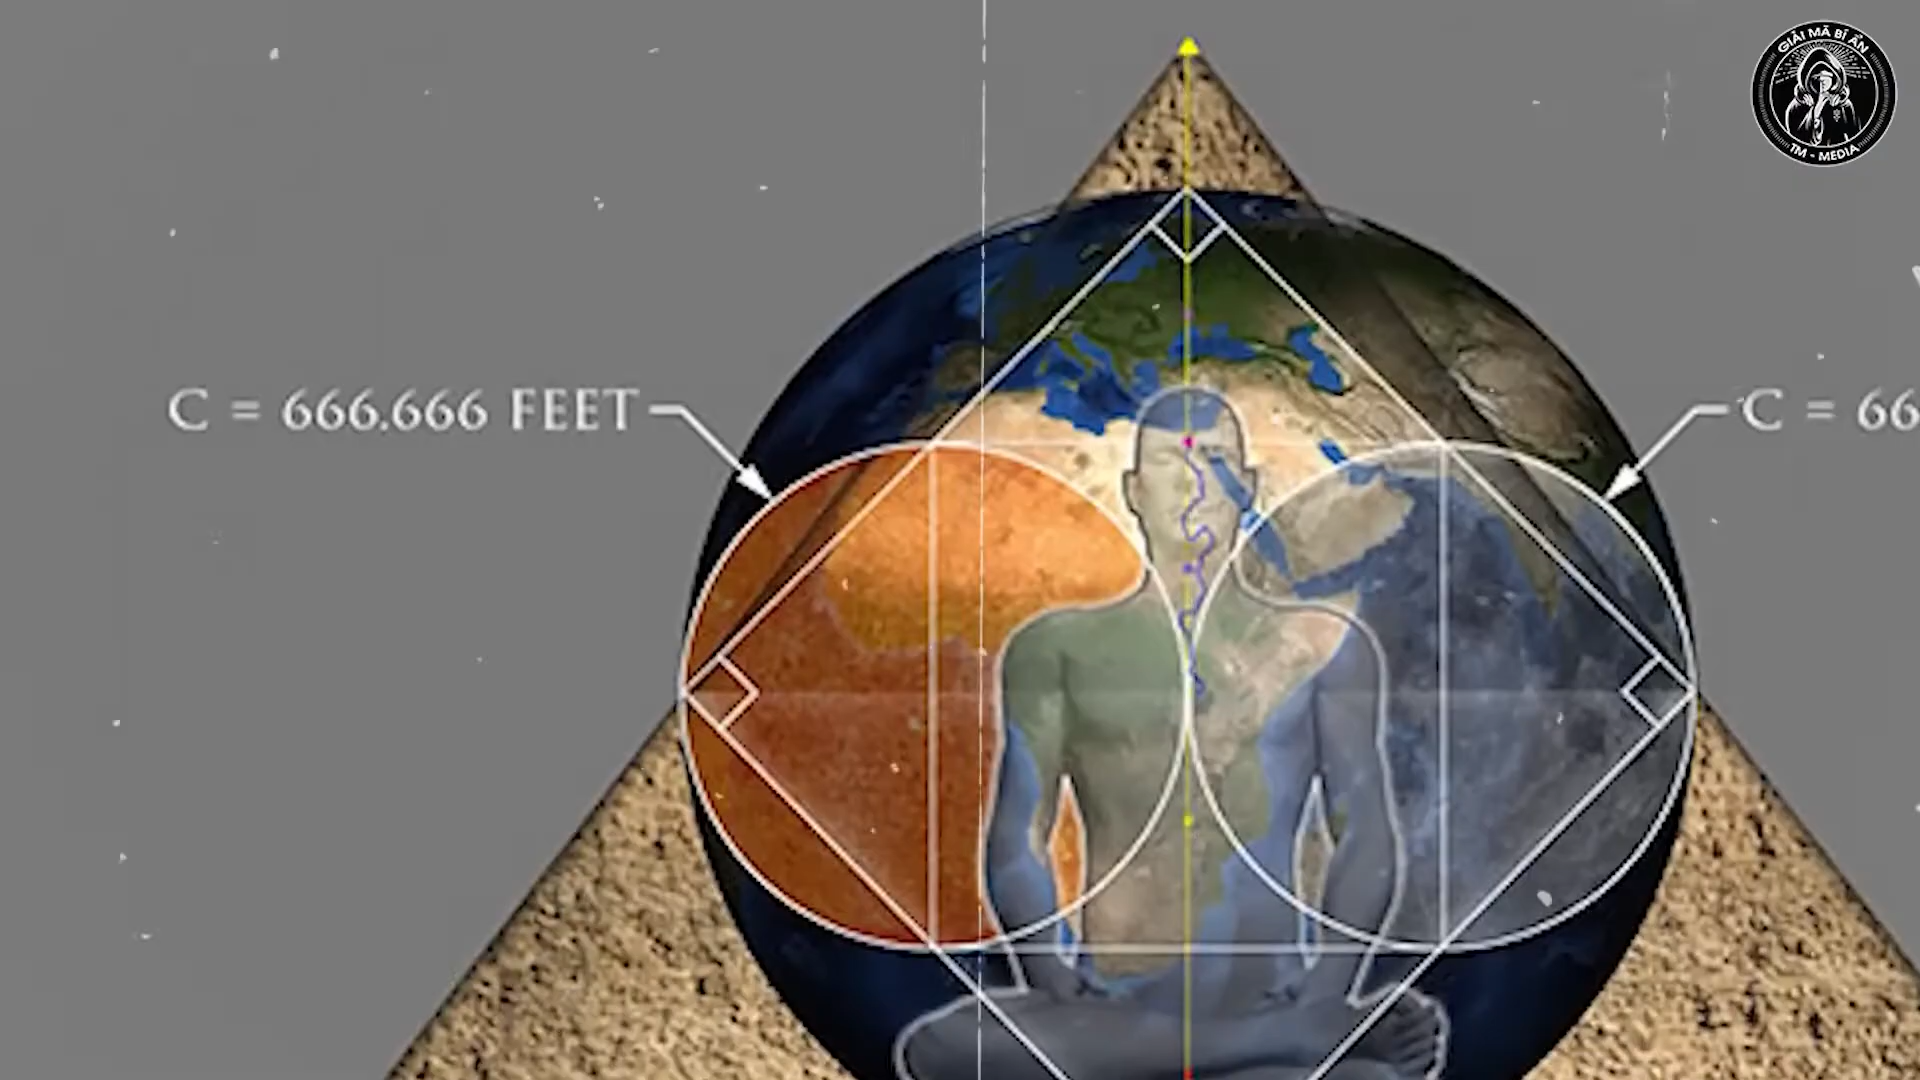 GIẢI MÃ BÍ ẨN
TM - MEDIA
C = 666.666 FEET
C = 66